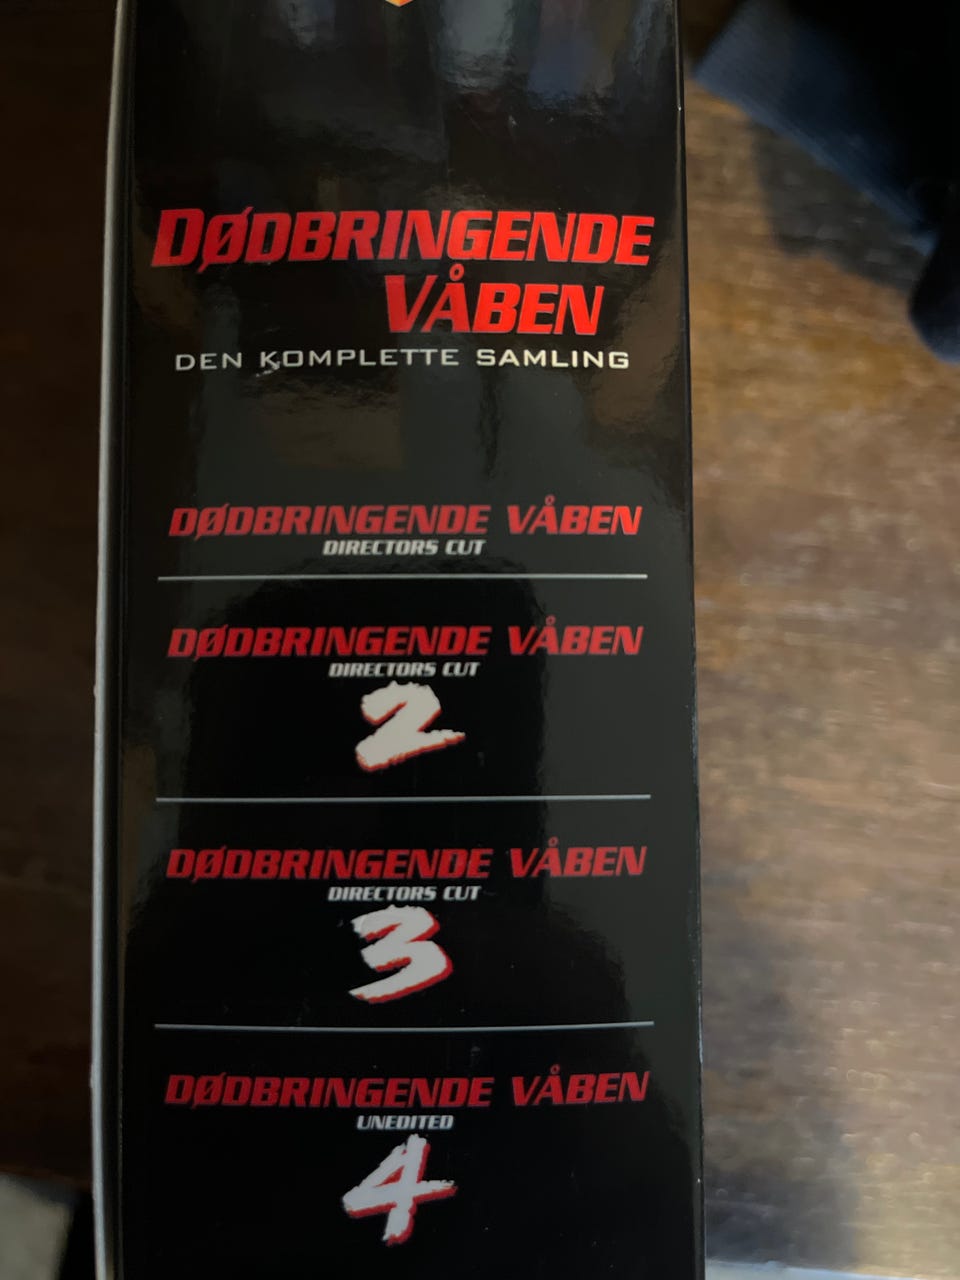 DØDBRINGENDE
VÅBEN
DEN KOMPLETTE SAMLING
DØDBRINGENDE VÅBEN
DIRECTORS CUT
DØDBRINGENDE VÅBEN
DIRECTORS CUT
2
DØDBRINGENDE VÅBEN
DIRECTORS CUT
3
DØDBRINGENDE VÅBEN
UNEDITED
4